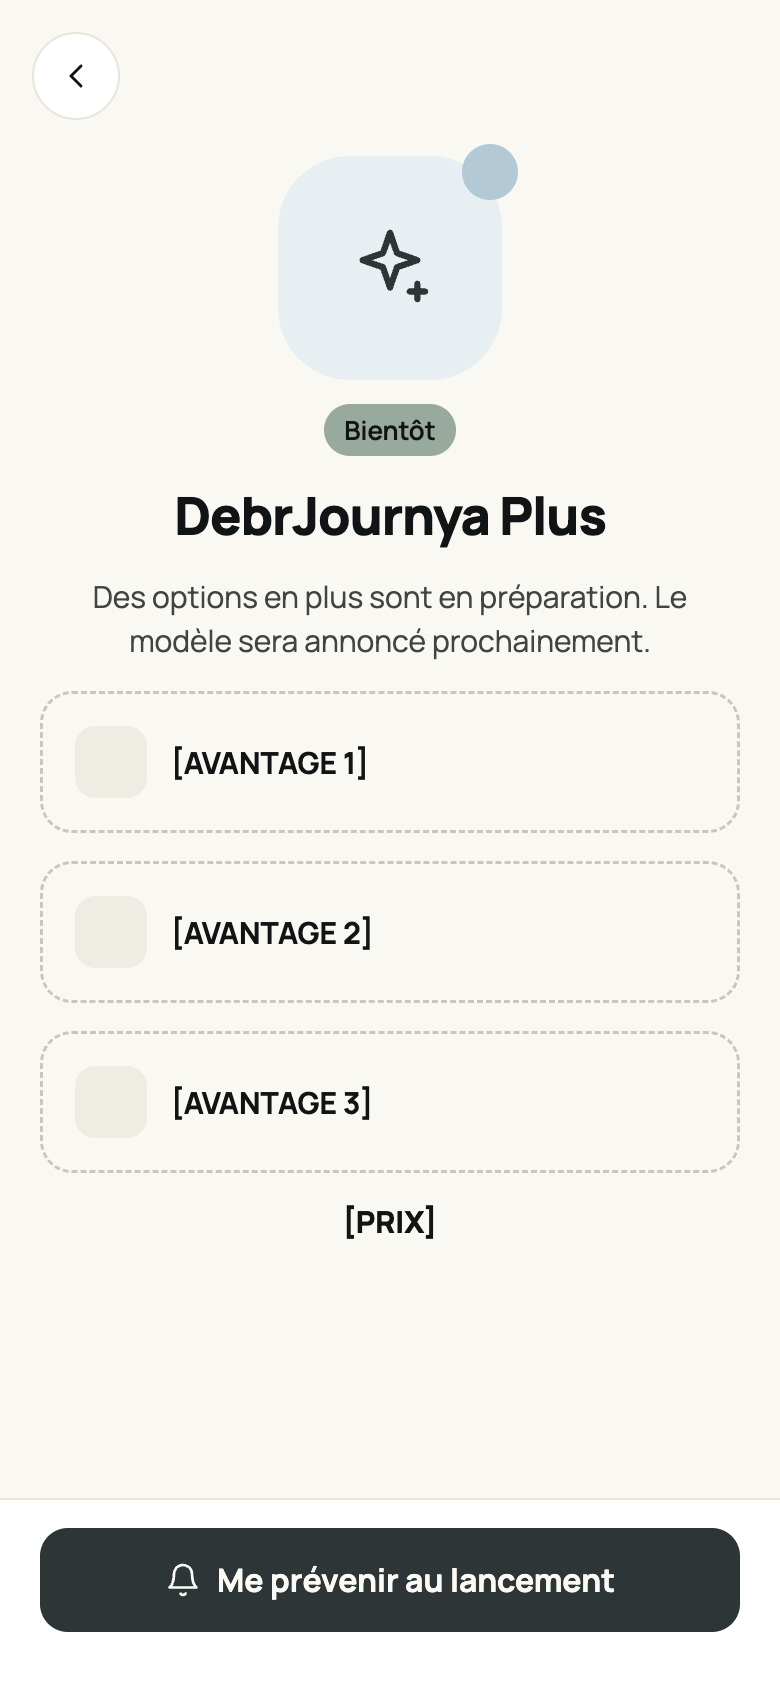 Bientôt
DebrJournya Plus
Des options en plus sont en préparation. Le
modèle sera annoncé prochainement.
[AVANTAGE 1]
[AVANTAGE 2]
[AVANTAGE 3]
[PRIX]
Me prévenir au lancement